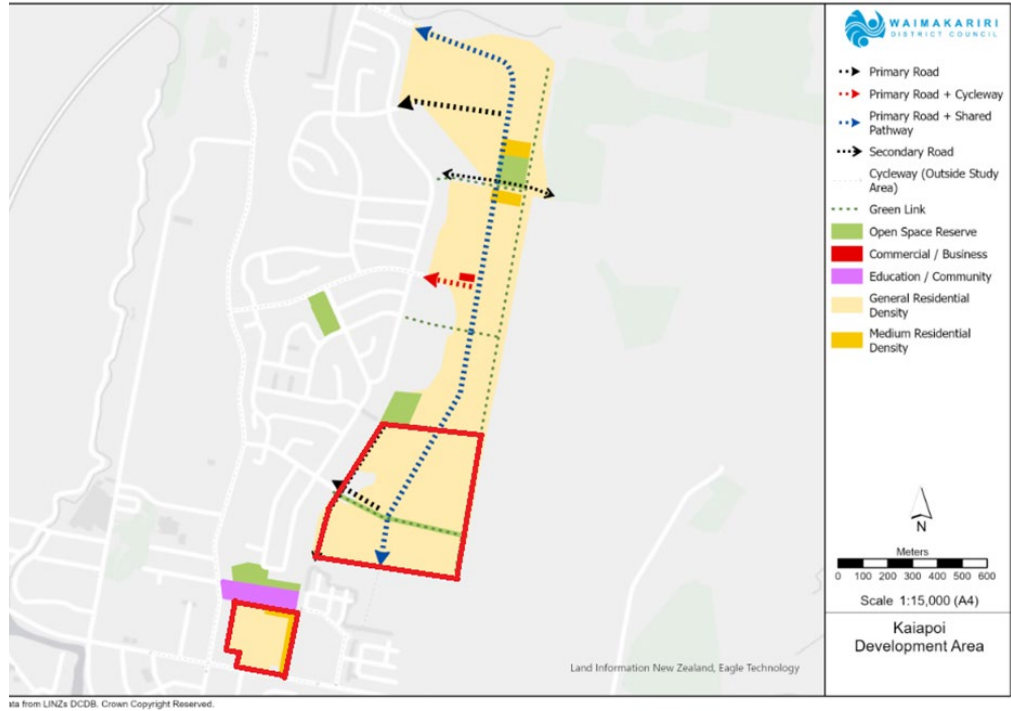 WAIMAKARIRI
DISTRICT COUNCIL
Primary Road
Primary Road + Cycleway
Primary Road + Shared
Pathway
Secondary Road
Cycleway (Outside Study
Area)
Green Link
Open Space Reserve
Commercial / Business
Education / Community
General Residential
Density
Medium Residential
Density
N
Meters
0 100 200 300 400 500 600
Scale 1:15,000 (A4)
Kaiapoi
Development Area
Land Information New Zealand, Eagle Technology
ata from LINZs DCDB. Crown Copyright Reserved.